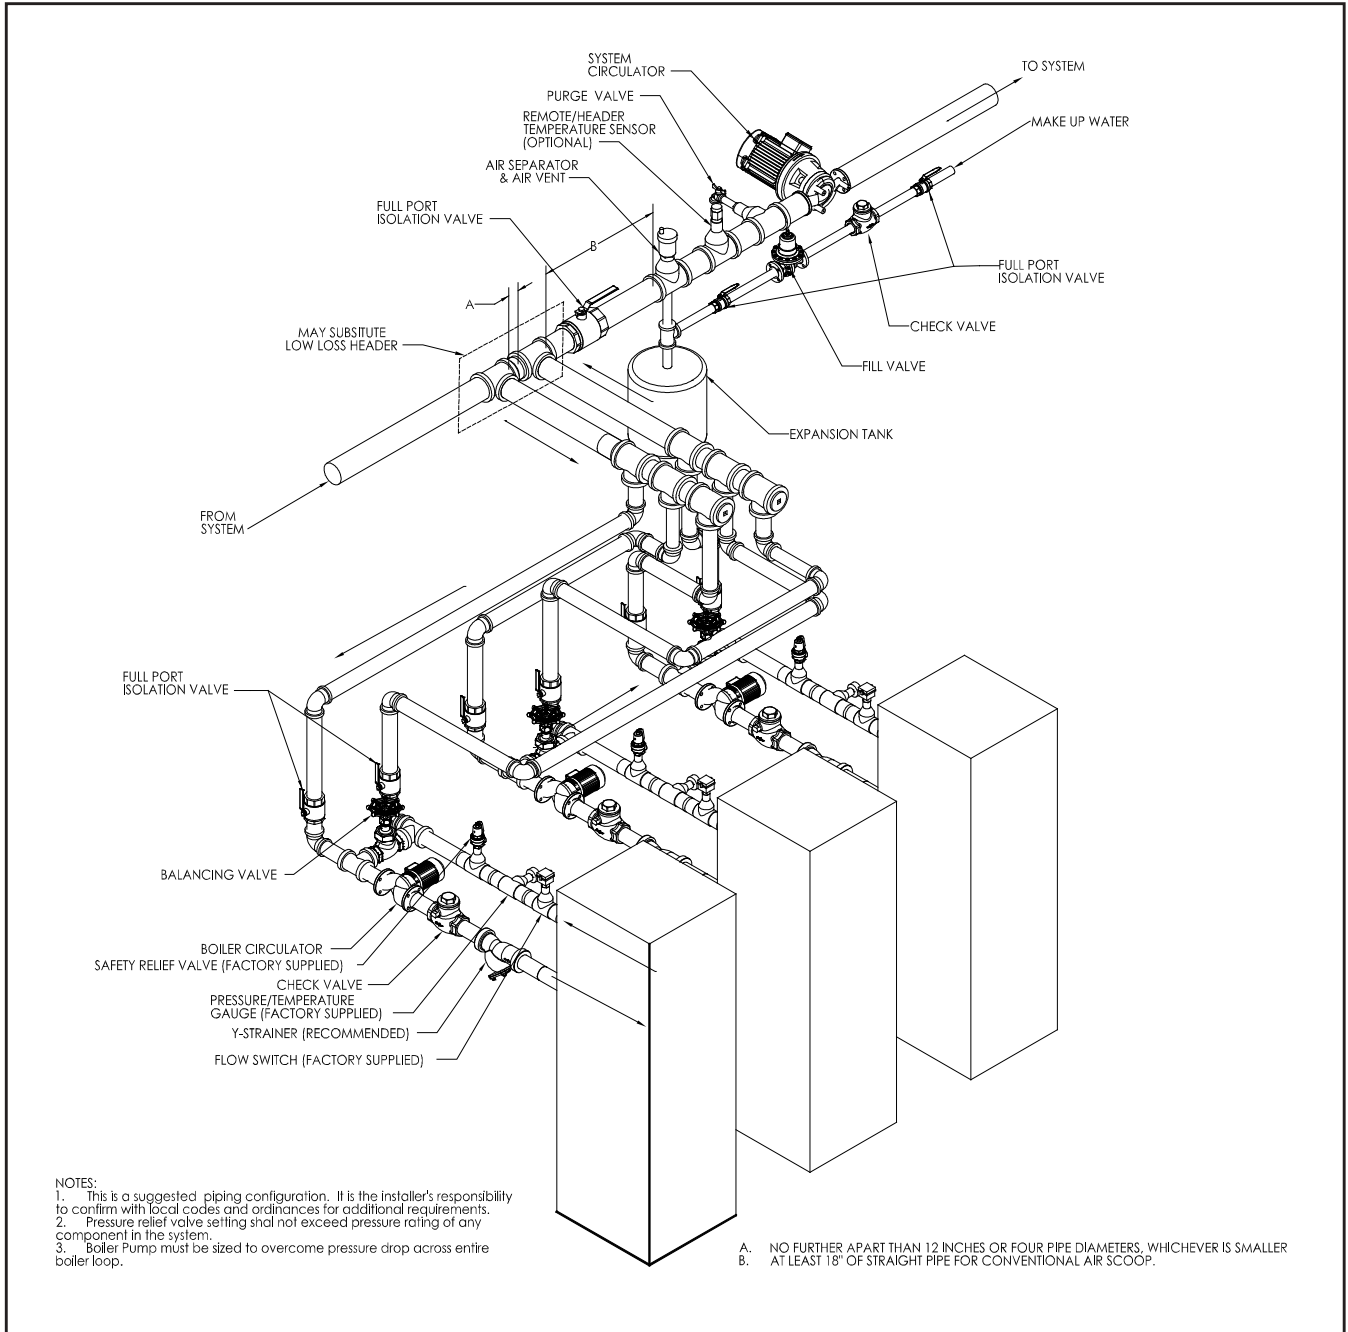 SYSTEM
CIRCULATOR
TO SYSTEM
PURGE VALVE
REMOTE/HEADER
TEMPERATURE SENSOR
(OPTIONAL)
MAKE UP WATER
AIR SEPARATOR
& AIR VENT
FULL PORT
ISOLATION VALVE
B
A
FULL PORT
ISOLATION VALVE
MAY SUBSITUTE
LOW LOSS HEADER
CHECK VALVE
FILL VALVE
EXPANSION TANK
FROM
SYSTEM
FULL PORT
ISOLATION VALVE
BALANCING VALVE
BOILER CIRCULATOR
SAFETY RELIEF VALVE (FACTORY SUPPLIED)
CHECK VALVE
PRESSURE/TEMPERATURE
GAUGE (FACTORY SUPPLIED)
Y-STRAINER (RECOMMENDED)
FLOW SWITCH (FACTORY SUPPLIED)
NOTES:
1. This is a suggested piping configuration. It is the installer's responsibility
to confirm with local codes and ordinances for additional requirements.
2. Pressure relief valve setting shal not exceed pressure rating of any
component in the system.
3. Boiler Pump must be sized to overcome pressure drop across entire
boiler loop.
A. NO FURTHER APART THAN 12 INCHES OR FOUR PIPE DIAMETERS, WHICHEVER IS SMALLER
B. AT LEAST 18" OF STRAIGHT PIPE FOR CONVENTIONAL AIR SCOOP.